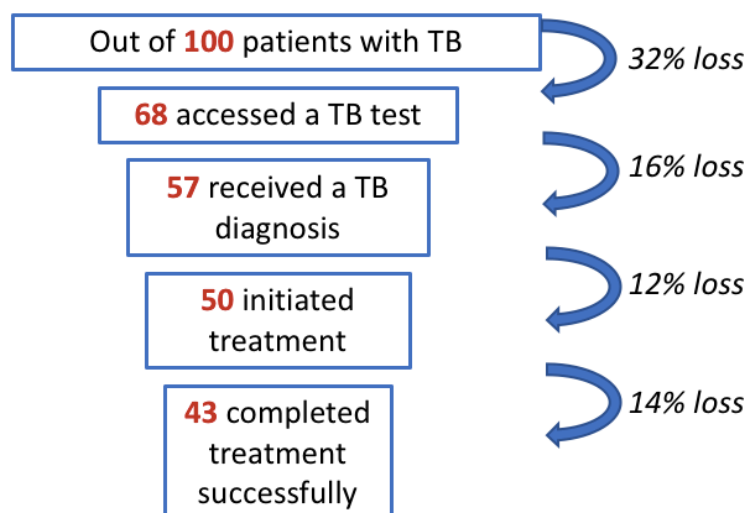 Out of 100 patients with TB
32% loss
68 accessed a TB test
16% loss
57 received a TB
diagnosis
12% loss
50 initiated
treatment
14% loss
43 completed
treatment
successfully